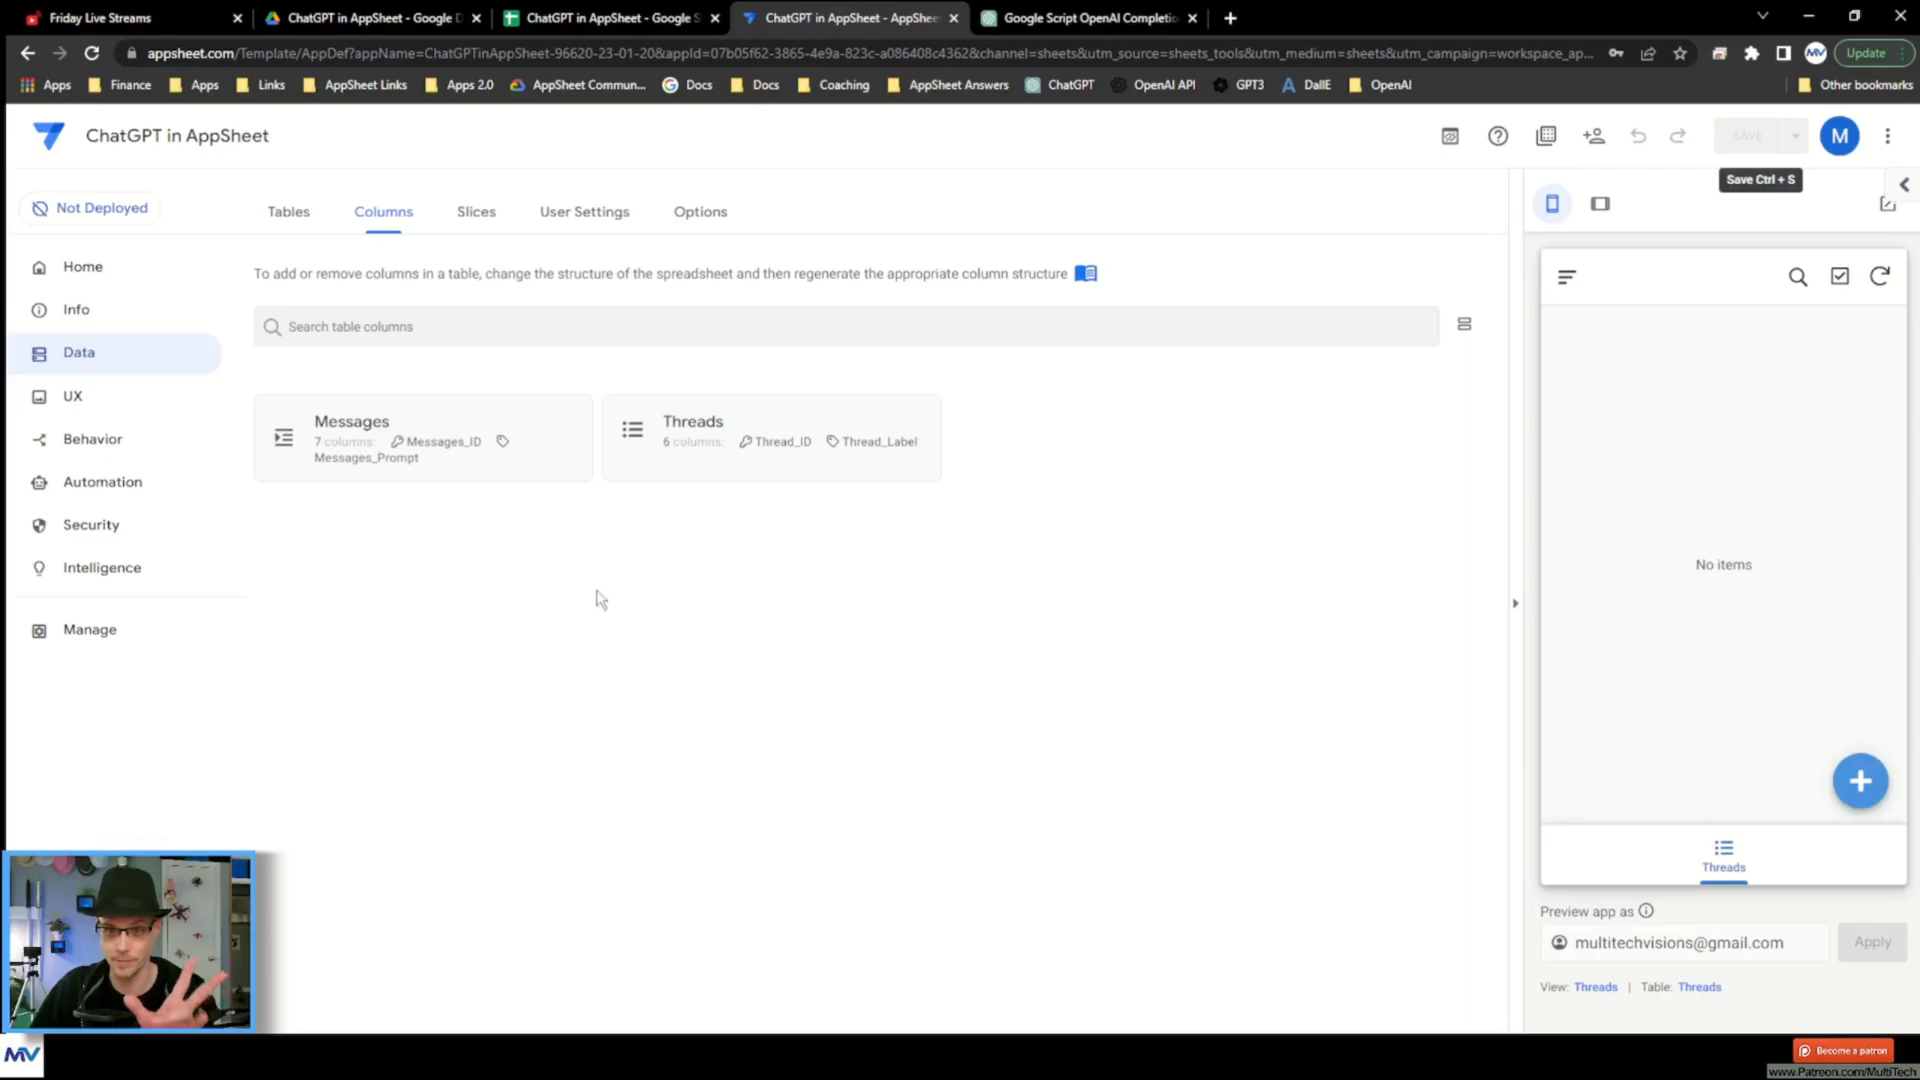 Friday Live Streams
ChatGPT in AppSheet - Google D
ChatGPT in AppSheet - Google S
ChatGPT in AppSheet - AppShee
Google Script OpenAI Completio
appsheet.com/Template/AppDef?appName=ChatGPTinAppSheet-96620-23-01-20&appId=07b05f62-3865-4e9a-823c-a086408c4362&channel=sheets&utm_source=sheets_tools&utm_medium=sheets&utm_campaign=workspace_ap...
MV
Update
Apps
Finance
Apps
Links
AppSheet Links
Apps 2.0
AppSheet Commun...
Docs
Docs
Coaching
AppSheet Answers
ChatGPT
OpenAI API
GPT3
DallE
OpenAI
Other bookmarks
ChatGPT in AppSheet
SAVE
M
Save Ctrl + S
Not Deployed
Tables
Columns
Slices
User Settings
Options
Home
Info
Data
UX
Behavior
Automation
Security
Intelligence
Manage
To add or remove columns in a table, change the structure of the spreadsheet and then regenerate the appropriate column structure
Search table columns
Messages
7 columns: Messages_ID
Messages_Prompt
Threads
6 columns: Thread_ID Thread_Label
No items
Threads
Preview app as
multitechvisions@gmail.com
Apply
View: Threads | Table: Threads
MV
Become a patron
www.Patreon.com/MultiTech